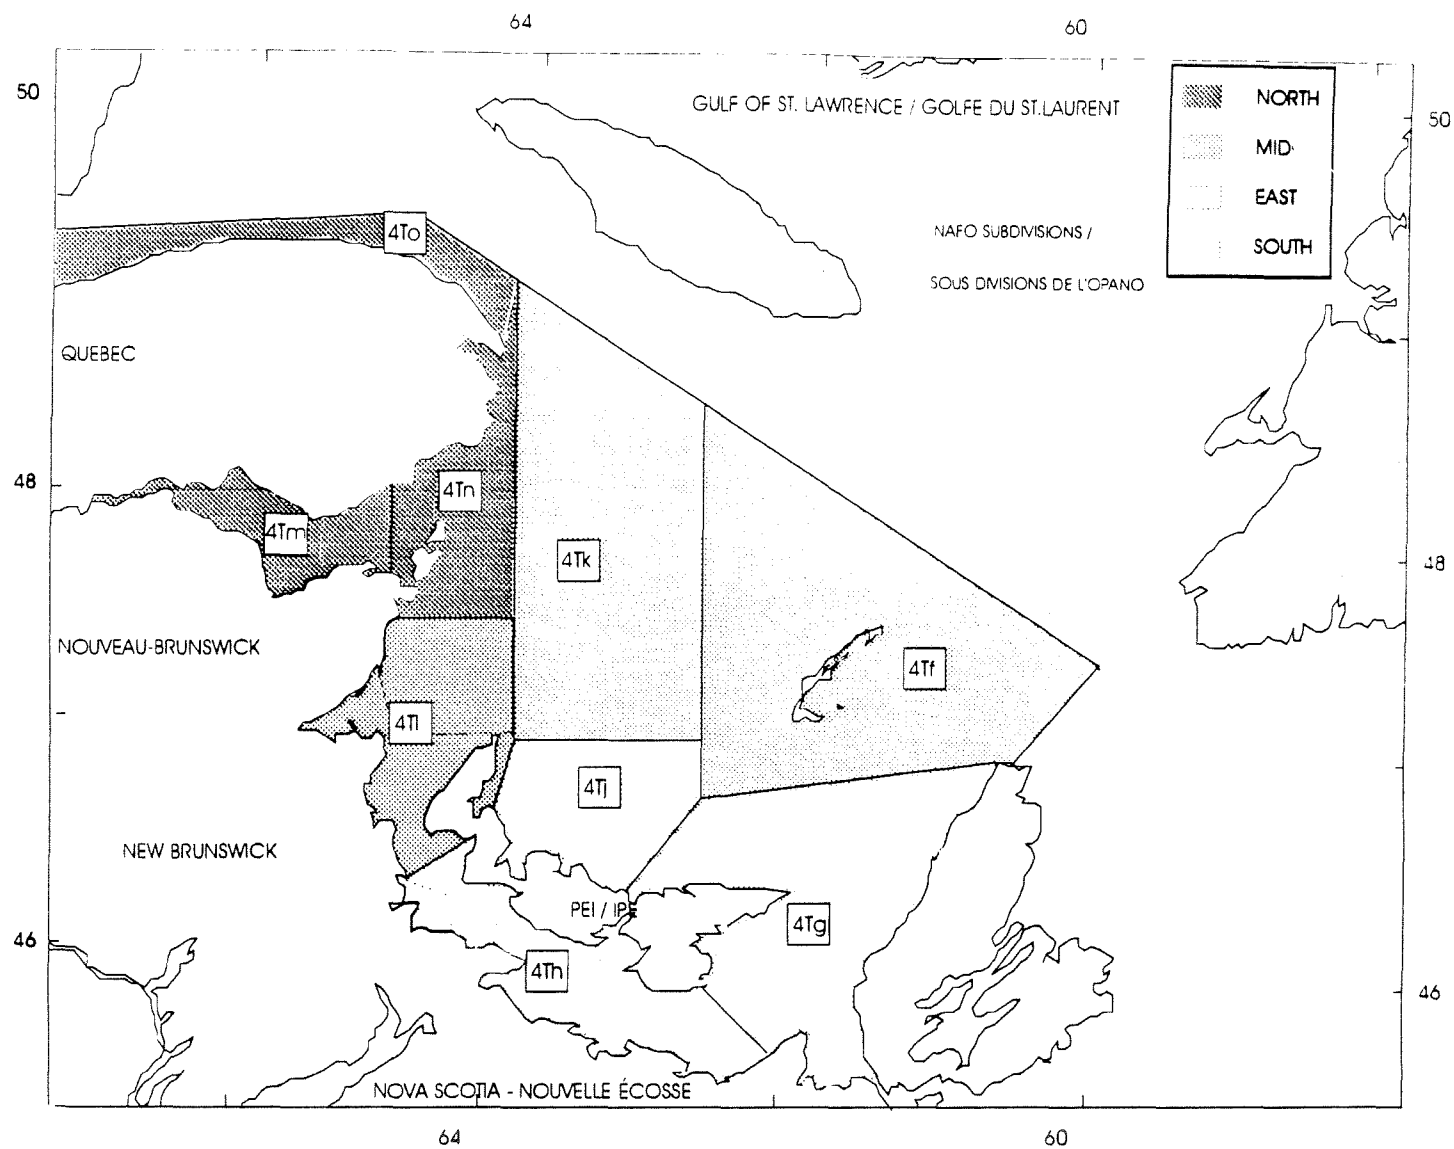 64
60
50
GULF OF ST. LAWRENCE / GOLFE DU ST.LAURENT
NORTH
MID
EAST
SOUTH
50
4To
NAFO SUBDIVISIONS /
SOUS DIVISIONS DE L'OPANO
QUEBEC
48
4Tn
4Tm
4Tk
48
NOUVEAU-BRUNSWICK
4Tf
4Tl
4Tj
NEW BRUNSWICK
PEI / IPE
4Tg
46
4Th
46
NOVA SCOTIA - NOUVELLE ÉCOSSE
64
60